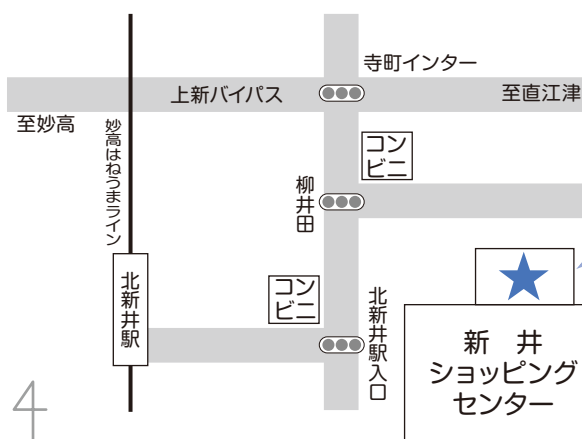 寺町インター
上新バイパス
至直江津
至妙高
妙高はねうまライン
コン
ビニ
柳井田
北新井駅
コン
ビニ
北新井駅入口
新 井
ショッピング
センター
4